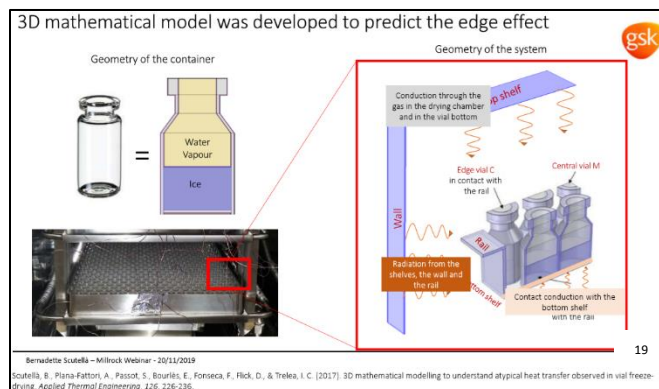 3D mathematical model was developed to predict the edge effect
gsk
Geometry of the container
Geometry of the system
=
Water
Vapour
Ice
Conduction through the
gas in the drying chamber
and in the vial bottom
shelf
Edge vial C
in contact with
the rail
Central vial M
Wall
Rail
Radiation from
the shelves, the wall and
the rail
shelf
Contact conduction with the
bottom shelf
with the rail
19
Bernadette Scutellà – Millrock Webinar - 20/11/2019
Scutellà, B., Plana-Fattori, A., Passot, S., Bourlès, E., Fonseca, F., Flick, D., & Trelea, I. C. (2017). 3D mathematical modelling to understand atypical heat transfer observed in vial freeze-
drying. Applied Thermal Engineering, 126, 226-236.